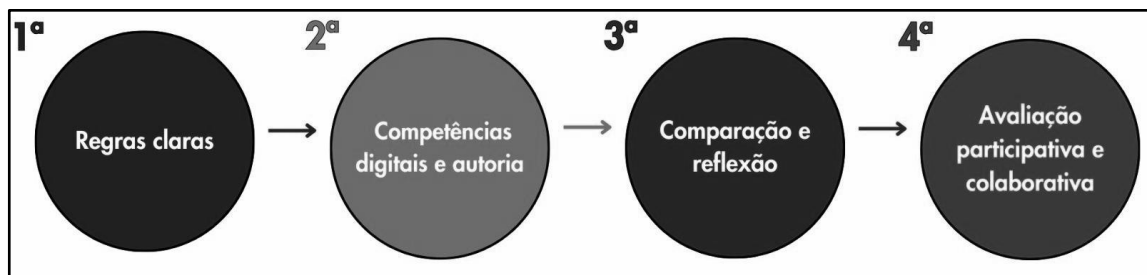 1ª
Regras claras
2ª
Competências
digitais e autoria
3ª
Comparação e
reflexão
4ª
Avaliação
participativa e
colaborativa